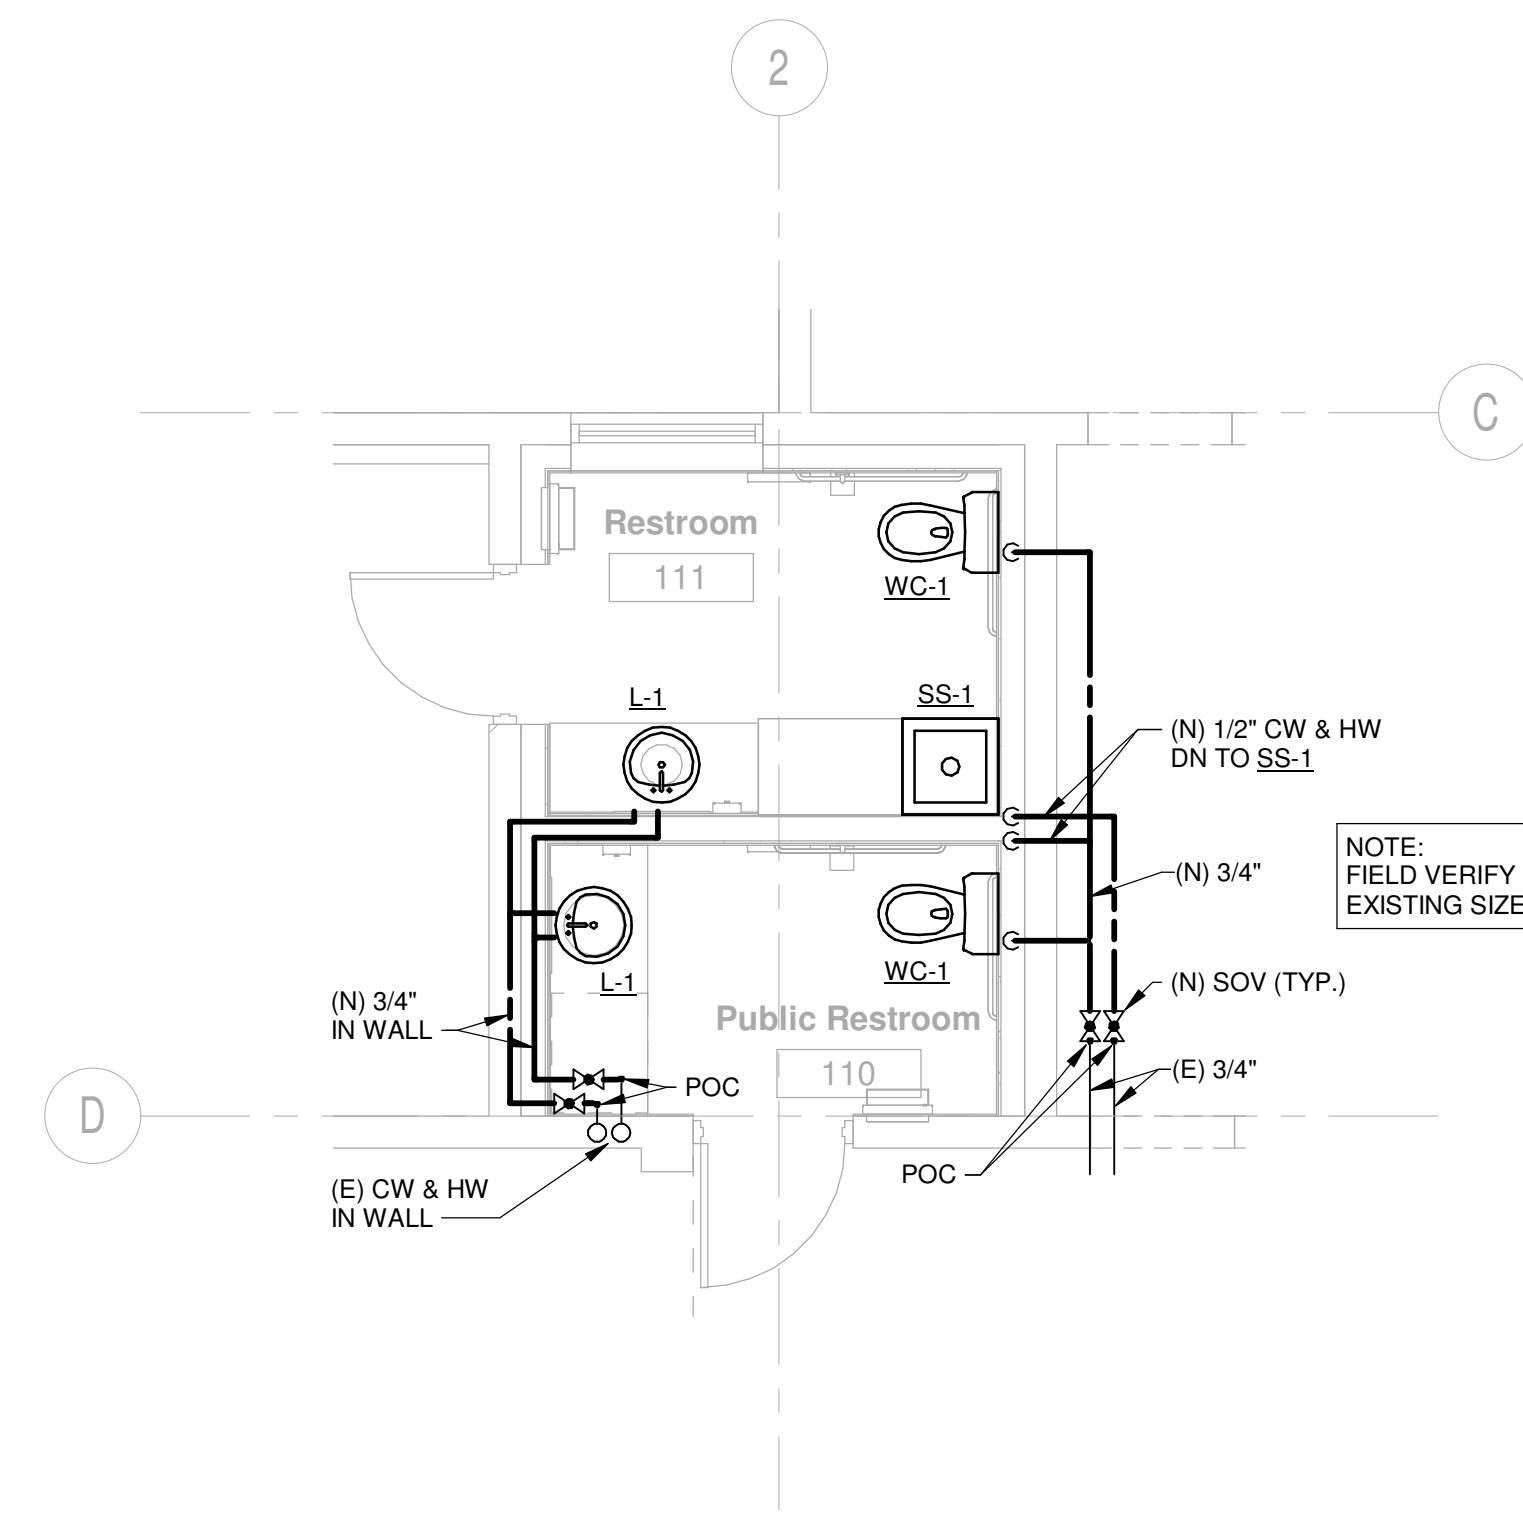 2
C
Restroom
111
WC-1
L-1
SS-1
(N) 1/2" CW & HW
DN TO SS-1
NOTE:
FIELD VERIFY
EXISTING SIZE
(N) 3/4"
WC-1
L-1
(N) SOV (TYP.)
(N) 3/4"
IN WALL
Public Restroom
110
(E) 3/4"
POC
D
POC
(E) CW & HW
IN WALL